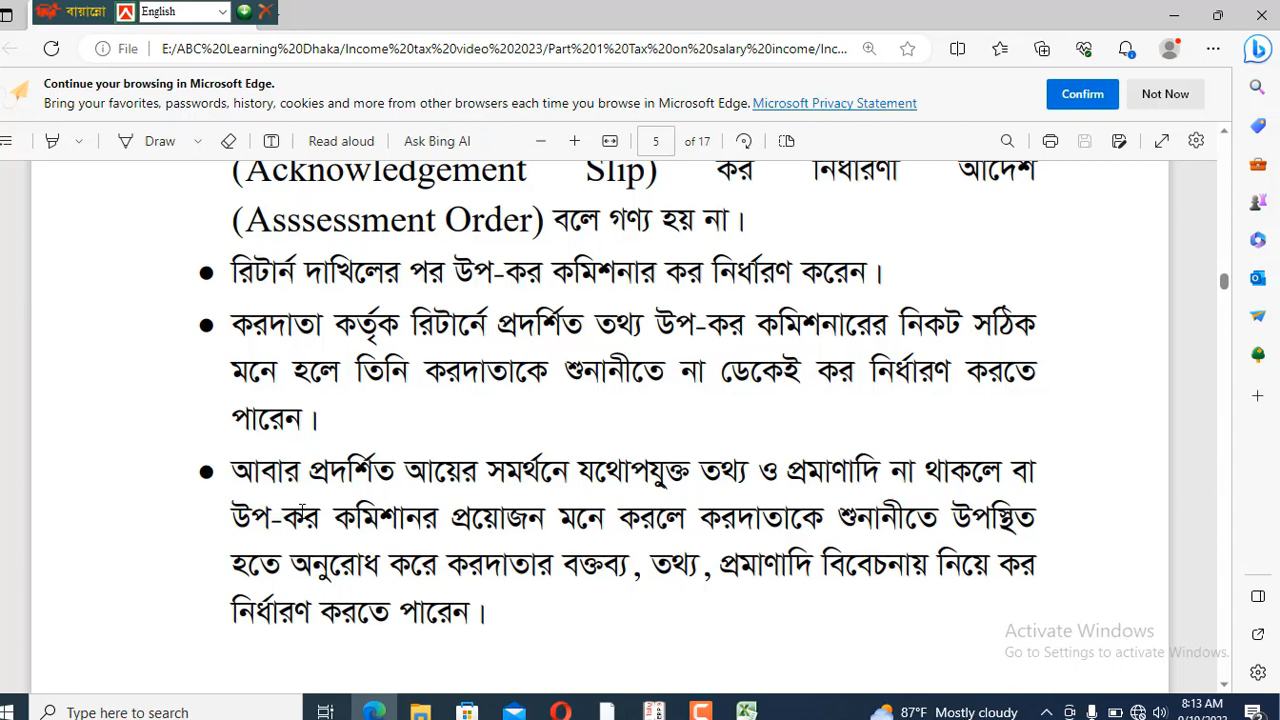 বায়ান্নো English
File E:/ABC%20Learning%20Dhaka/Income%20tax%20video%202023/Part%201%20Tax%20on%20salary%20income/Inc...
Continue your browsing in Microsoft Edge.
Bring your favorites, passwords, history, cookies and more from other browsers each time you browse in Microsoft Edge. Microsoft Privacy Statement
Confirm Not Now
Draw Read aloud Ask Bing AI 5 of 17
(Acknowledgement Slip) কর নির্ধারণী আদেশ
(Asssessment Order) বলে গণ্য হয় না।
● রিটার্ন দাখিলের পর উপ-কর কমিশনার কর নির্ধারণ করেন।
● করদাতা কর্তৃক রিটার্নে প্রদর্শিত তথ্য উপ-কর কমিশনারের নিকট সঠিক
মনে হলে তিনি করদাতাকে শুনানীতে না ডেকেই কর নির্ধারণ করতে
পারেন।
● আবার প্রদর্শিত আয়ের সমর্থনে যথোপযুক্ত তথ্য ও প্রমাণাদি না থাকলে বা
উপ-কর কমিশানর প্রয়োজন মনে করলে করদাতাকে শুনানীতে উপস্থিত
হতে অনুরোধ করে করদাতার বক্তব্য, তথ্য, প্রমাণাদি বিবেচনায় নিয়ে কর
নির্ধারণ করতে পারেন।
Activate Windows
Go to Settings to activate Windows.
Type here to search
87°F Mostly cloudy
8:13 AM